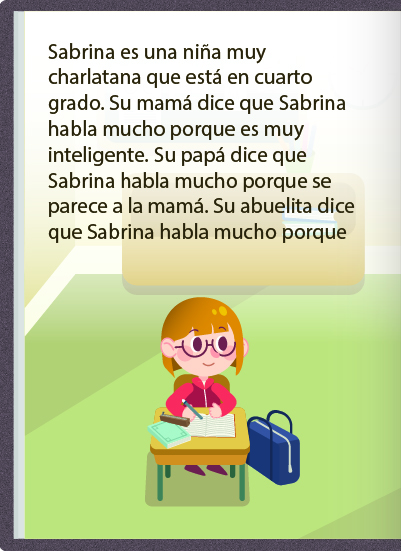 Sabrina es una niña muy
charlatana que está en cuarto
grado. Su mamá dice que Sabrina
habla mucho porque es muy
inteligente. Su papá dice que
Sabrina habla mucho porque se
parece a la mamá. Su abuelita dice
que Sabrina habla mucho porque